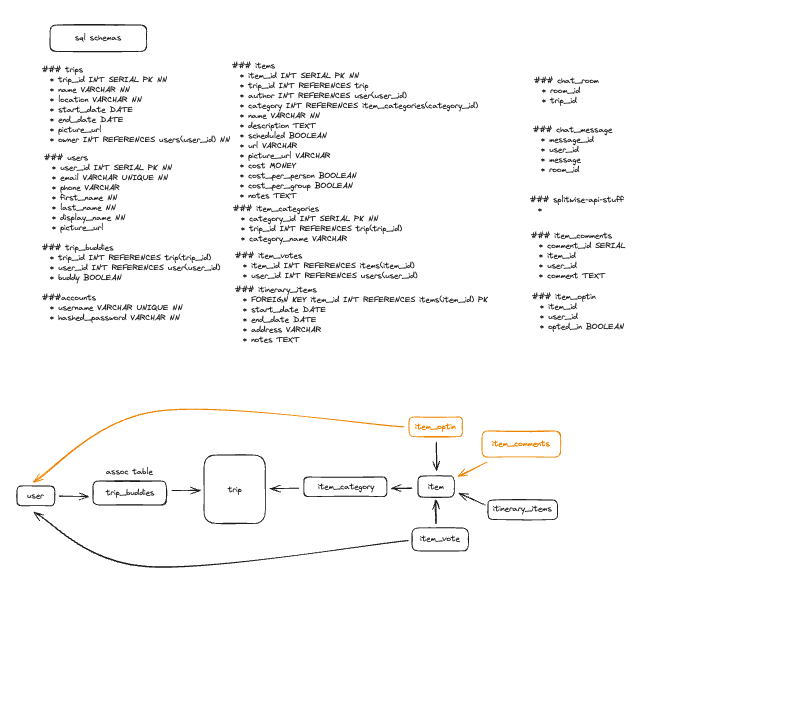 sql schemas
### trips
* trip_id INT SERIAL PK NN
* name VARCHAR NN
* location VARCHAR NN
* start_date DATE
* end_date DATE
* picture_url
* owner INT REFERENCES users(user_id) NN
### users
* user_id INT SERIAL PK NN
* email VARCHAR UNIQUE NN
* phone VARCHAR
* first_name NN
* last_name NN
* display_name NN
* picture_url
### trip_buddies
* trip_id INT REFERENCES trip(trip_id)
* user_id INT REFERENCES user(user_id)
* buddy BOOLEAN
###accounts
* username VARCHAR UNIQUE NN
* hashed_password VARCHAR NN
### items
* item_id INT SERIAL PK NN
* trip_id INT REFERENCES trip
* author INT REFERENCES user(user_id)
* category INT REFERENCES item_categories(category_id)
* name VARCHAR NN
* description TEXT
* scheduled BOOLEAN
* url VARCHAR
* picture_url VARCHAR
* cost MONEY
* cost_per_person BOOLEAN
* cost_per_group BOOLEAN
* notes TEXT
### item_categories
* category_id INT SERIAL PK NN
* trip_id INT REFERENCES trip(trip_id)
* category_name VARCHAR
### item_votes
* item_id INT REFERENCES items(item_id)
* user_id INT REFERENCES users(user_id)
### itinerary_items
* FOREIGN KEY item_id INT REFERENCES items(item_id) PK
* start_date DATE
* end_date DATE
* address VARCHAR
* notes TEXT
### chat_room
* room_id
* trip_id
### chat_message
* message_id
* user_id
* message
* room_id
### splitwise-api-stuff
*
### item_comments
* comment_id SERIAL
* item_id
* user_id
* comment TEXT
### item_optin
* item_id
* user_id
* opted_in BOOLEAN
item_optin
item_comments
assoc table
user
trip_buddies
trip
item_category
item
itinerary_items
item_vote